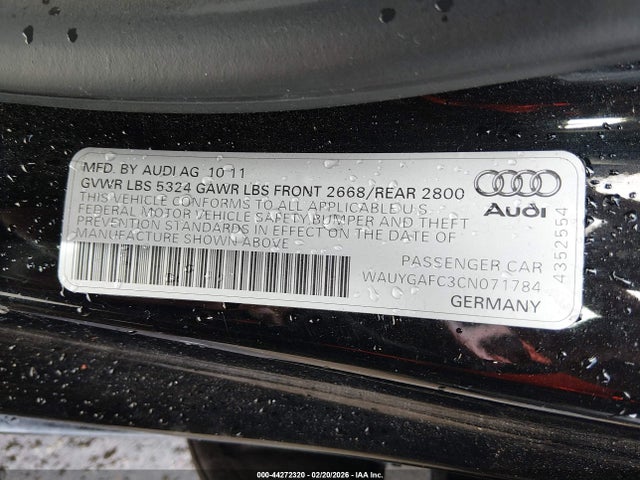 MFD. BY AUDI AG 10 11
GVWR LBS 5324 GAWR LBS FRONT 2668/REAR 2800
THIS VEHICLE CONFORMS TO ALL APPLICABLE U S
FEDERAL MOTOR VEHICLE SAFETY BUMPER AND THEFT
PREVENTION STANDARDS IN EFFECT ON THE DATE OF
MANUFACTURE SHOWN ABOVE
Audi
PASSENGER CAR
WAUYGAFC3CN071784
GERMANY
4352554
000-44272320 - 02/20/2026 - IAA Inc.